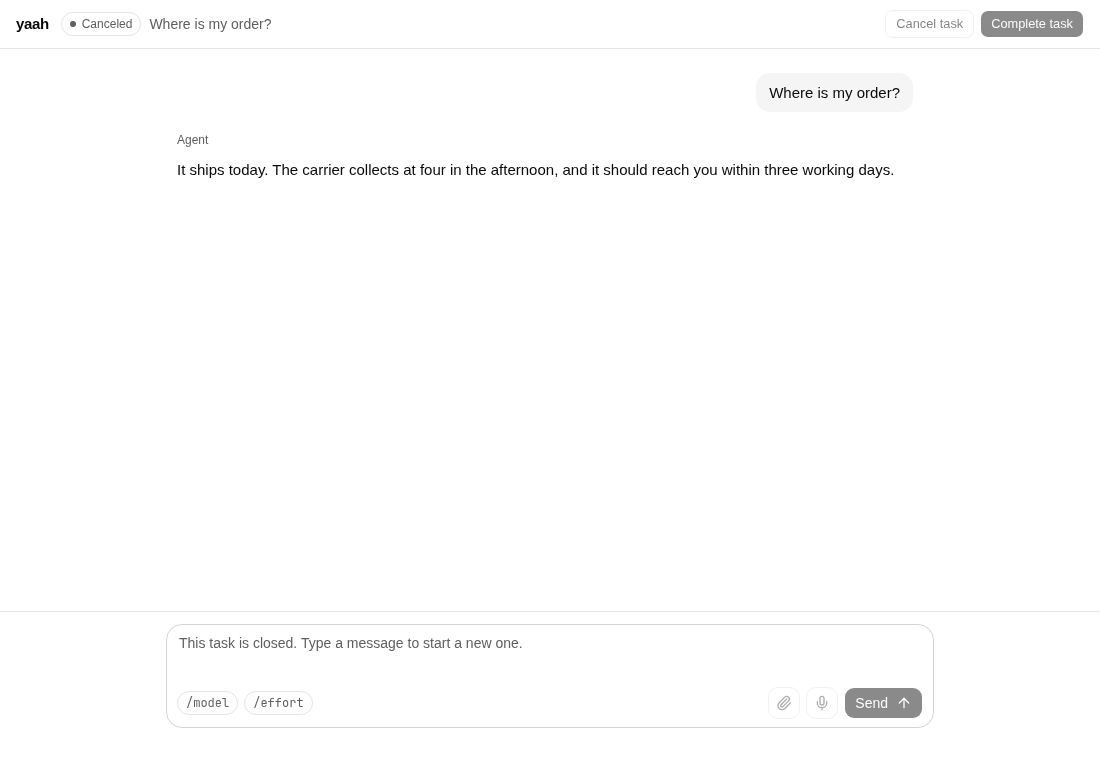 yaah
Canceled
Where is my order?
Cancel task
Complete task
Where is my order?
Agent
It ships today. The carrier collects at four in the afternoon, and it should reach you within three working days.
This task is closed. Type a message to start a new one.
/model
/effort
Send